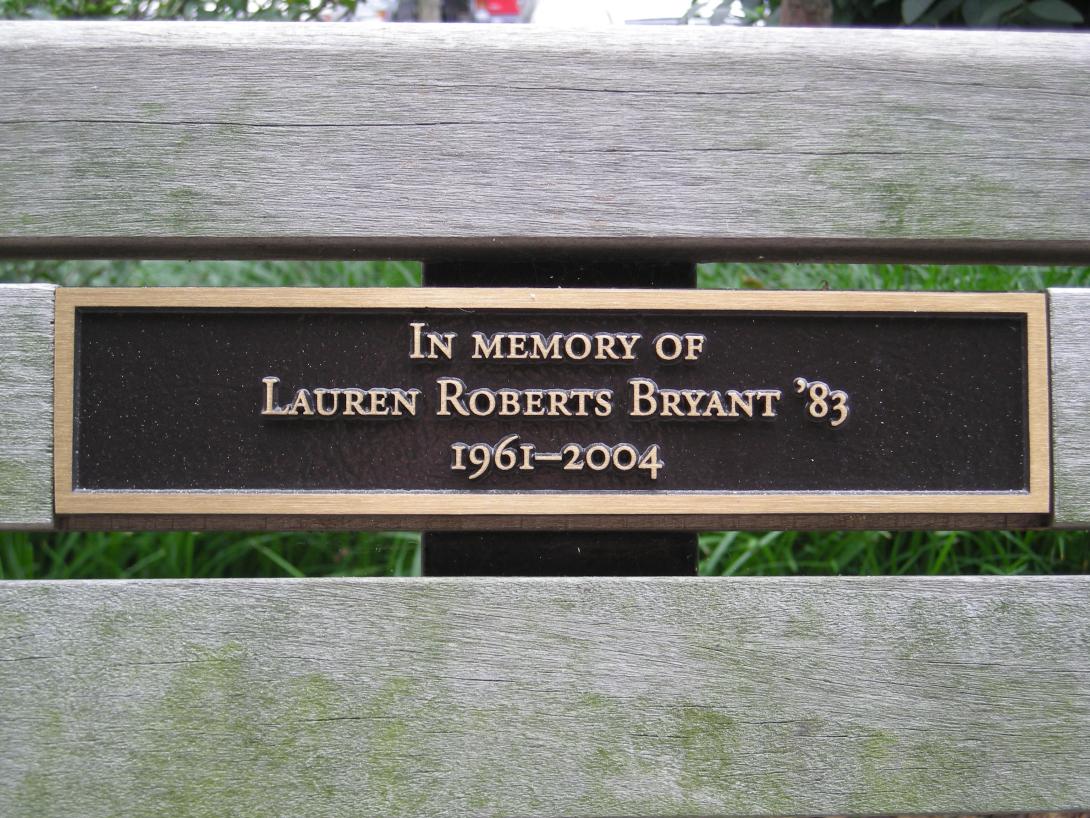 In memory of
Lauren Roberts Bryant ’83
1961–2004